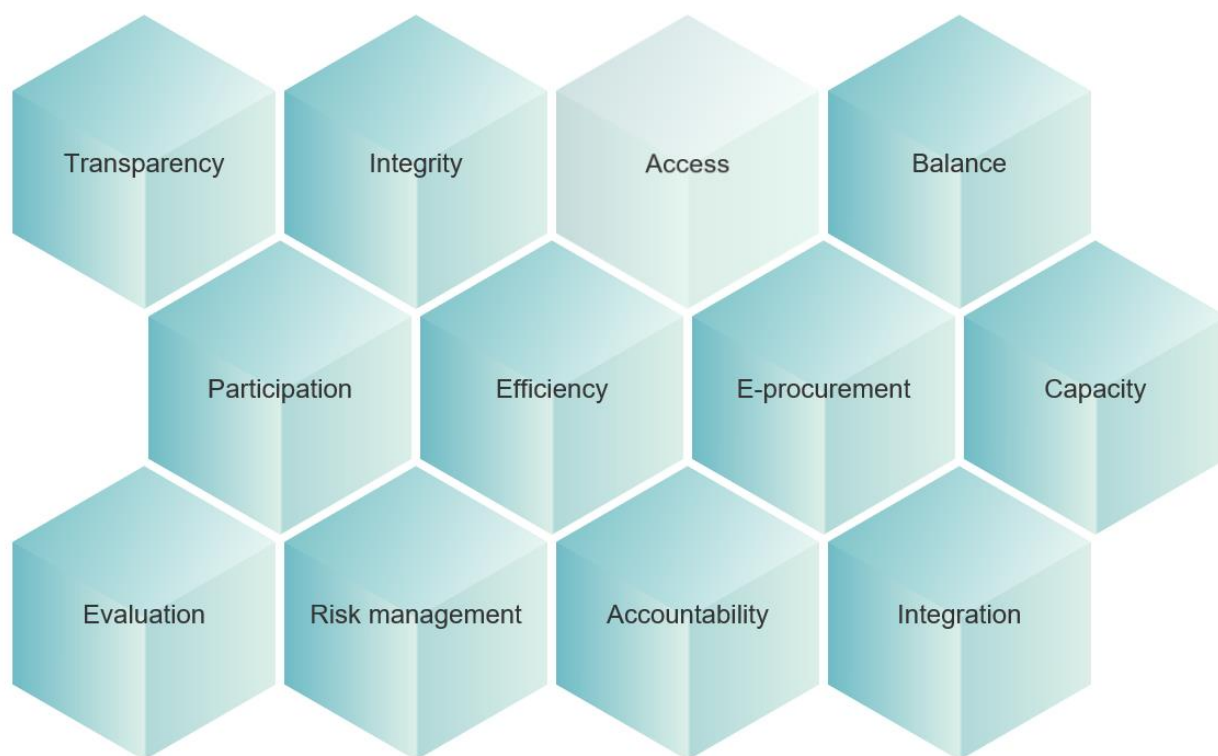 Transparency
Integrity
Access
Balance
Participation
Efficiency
E-procurement
Capacity
Evaluation
Risk management
Accountability
Integration